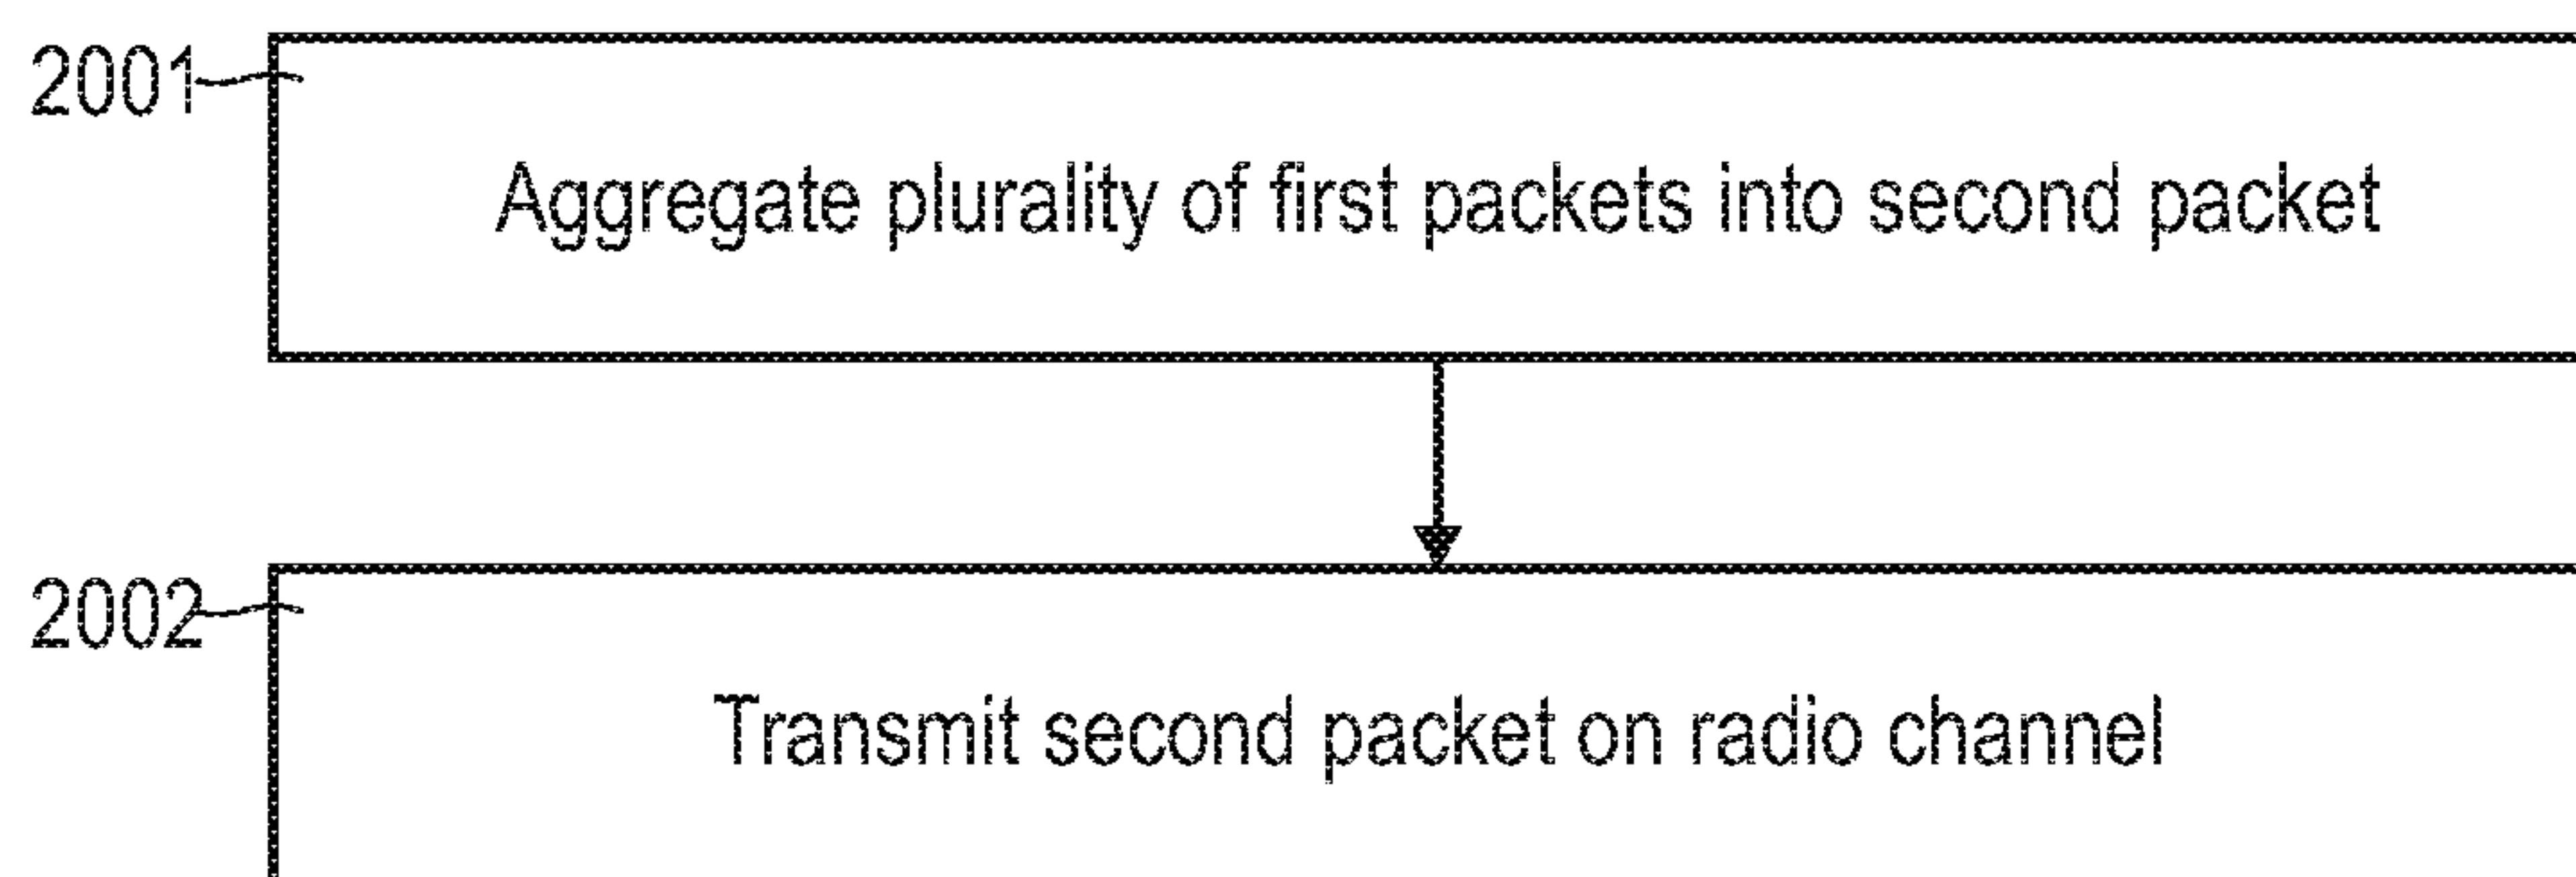 2001
Aggregate plurality of first packets into second packet
2002
Transmit second packet on radio channel